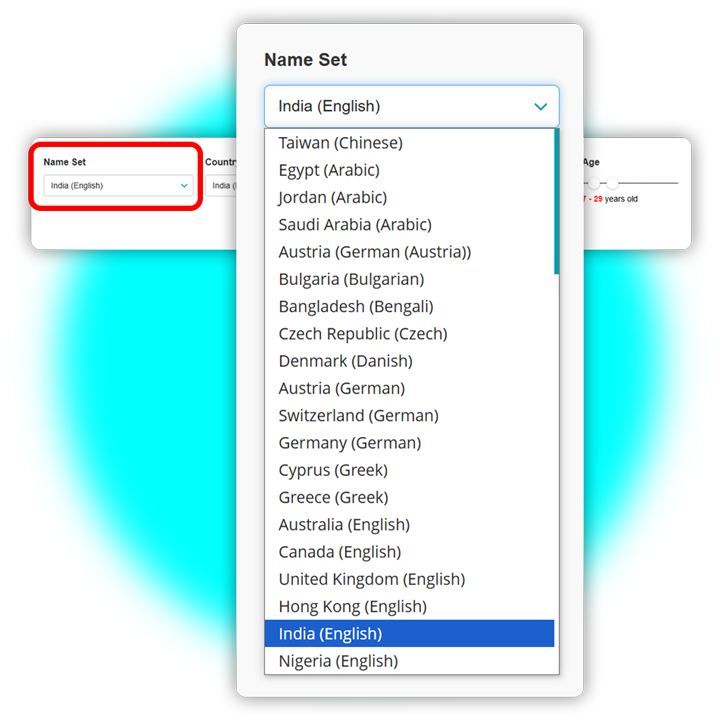 Name Set
India (English)
Name Set
India (English)
Taiwan (Chinese)
Egypt (Arabic)
Jordan (Arabic)
Saudi Arabia (Arabic)
Austria (German (Austria))
Bulgaria (Bulgarian)
Bangladesh (Bengali)
Czech Republic (Czech)
Denmark (Danish)
Austria (German)
Switzerland (German)
Germany (German)
Cyprus (Greek)
Greece (Greek)
Australia (English)
Canada (English)
United Kingdom (English)
Hong Kong (English)
India (English)
Nigeria (English)
Countr
India (
Age
- 29 years old